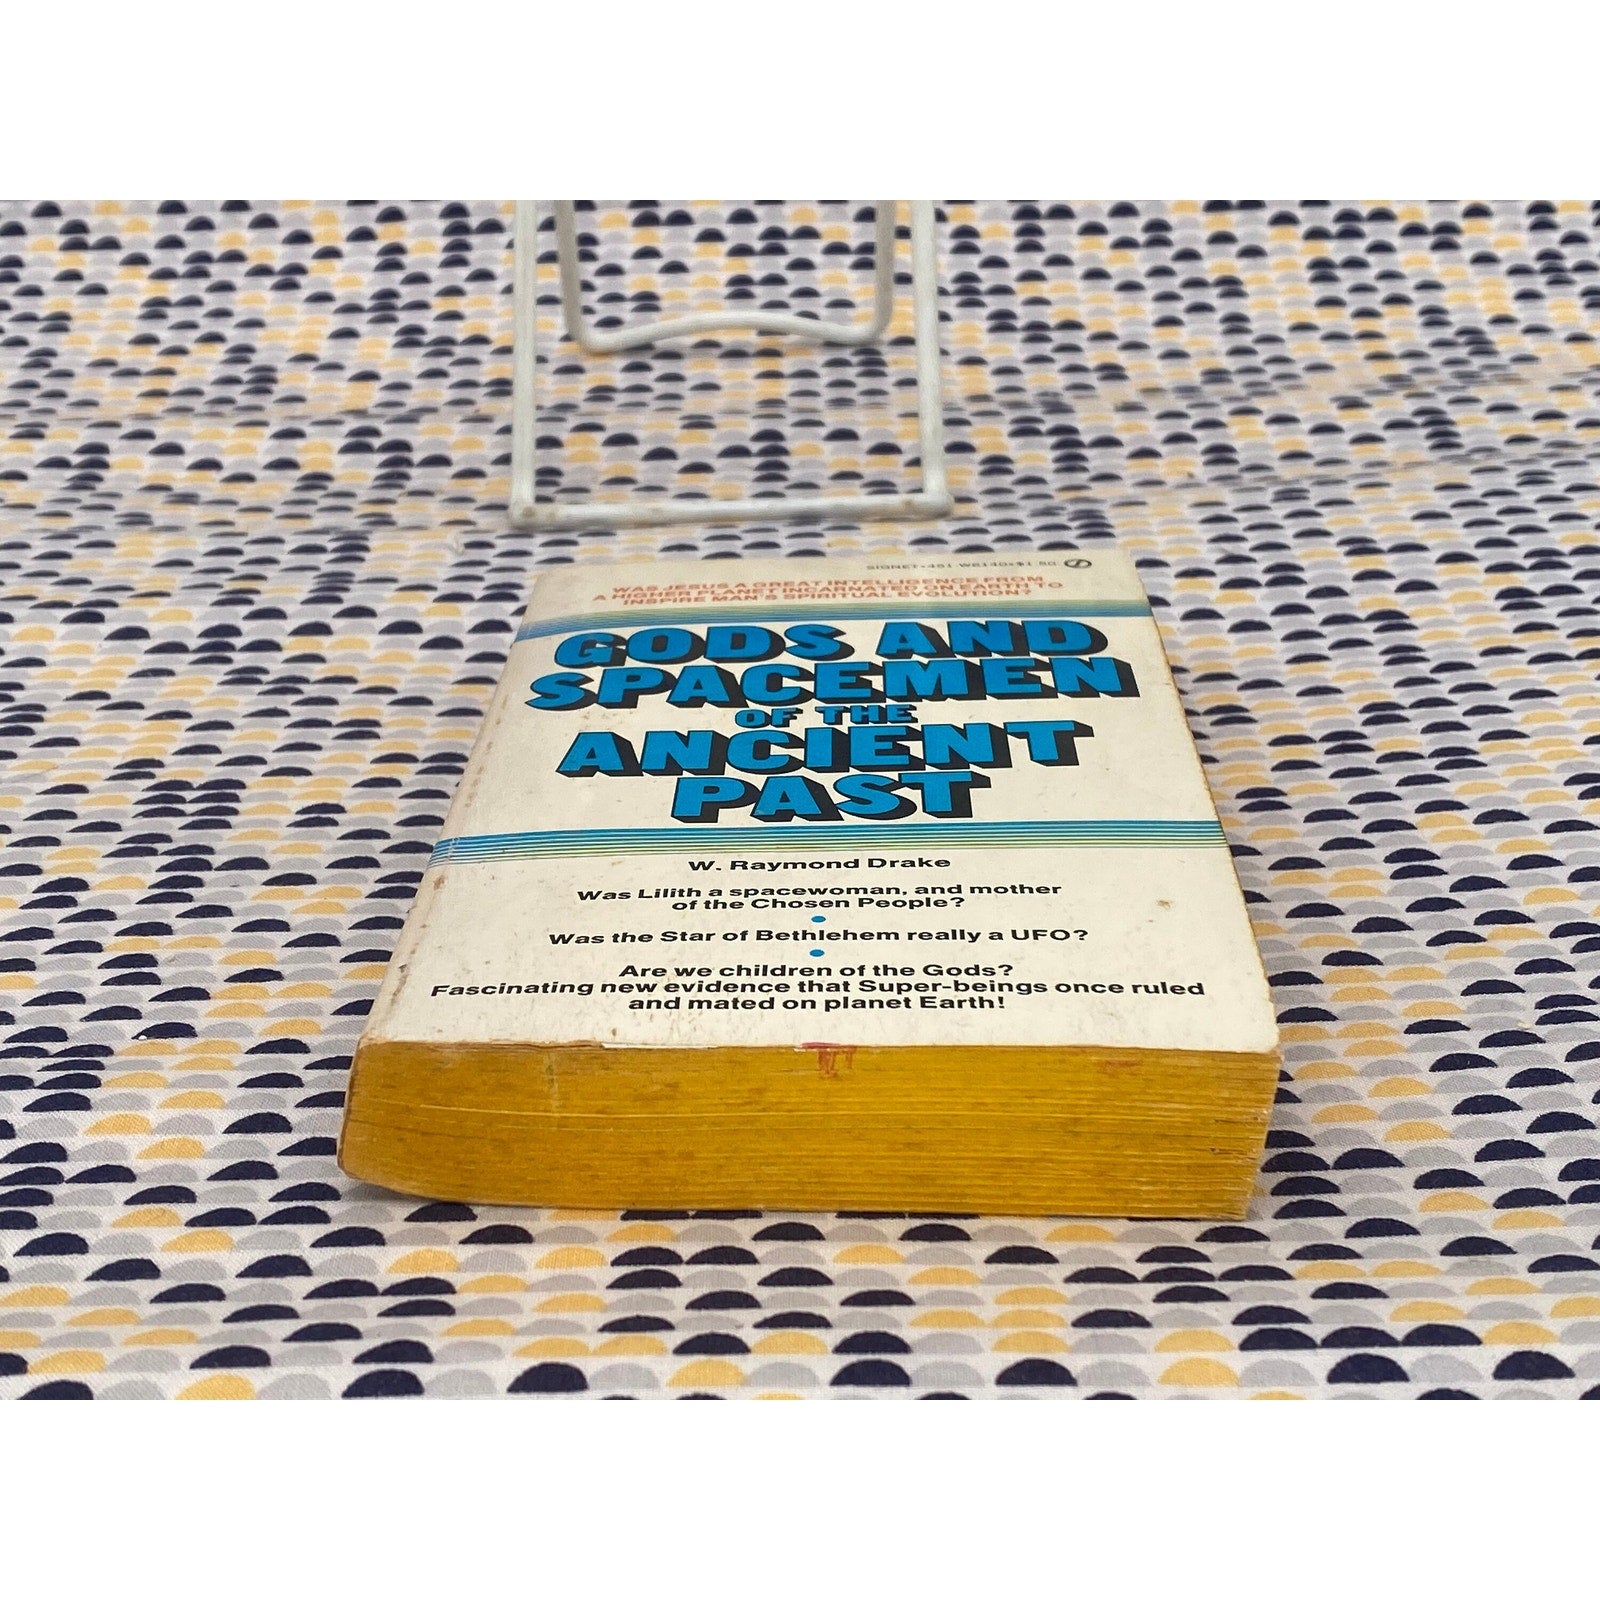 SIGNET • 451 W6140 • $1.50
WAS JESUS A GREAT INTELLIGENCE FROM
A HIGHER PLANET INCARNATED ON EARTH TO
INSPIRE MAN'S SPIRITUAL EVOLUTION?
GODS AND
SPACEMEN
OF THE
ANCIENT
PAST
W. Raymond Drake
Was Lilith a spacewoman, and mother
of the Chosen People?
Was the Star of Bethlehem really a UFO?
Are we children of the Gods?
Fascinating new evidence that Super-beings once ruled
and mated on planet Earth!